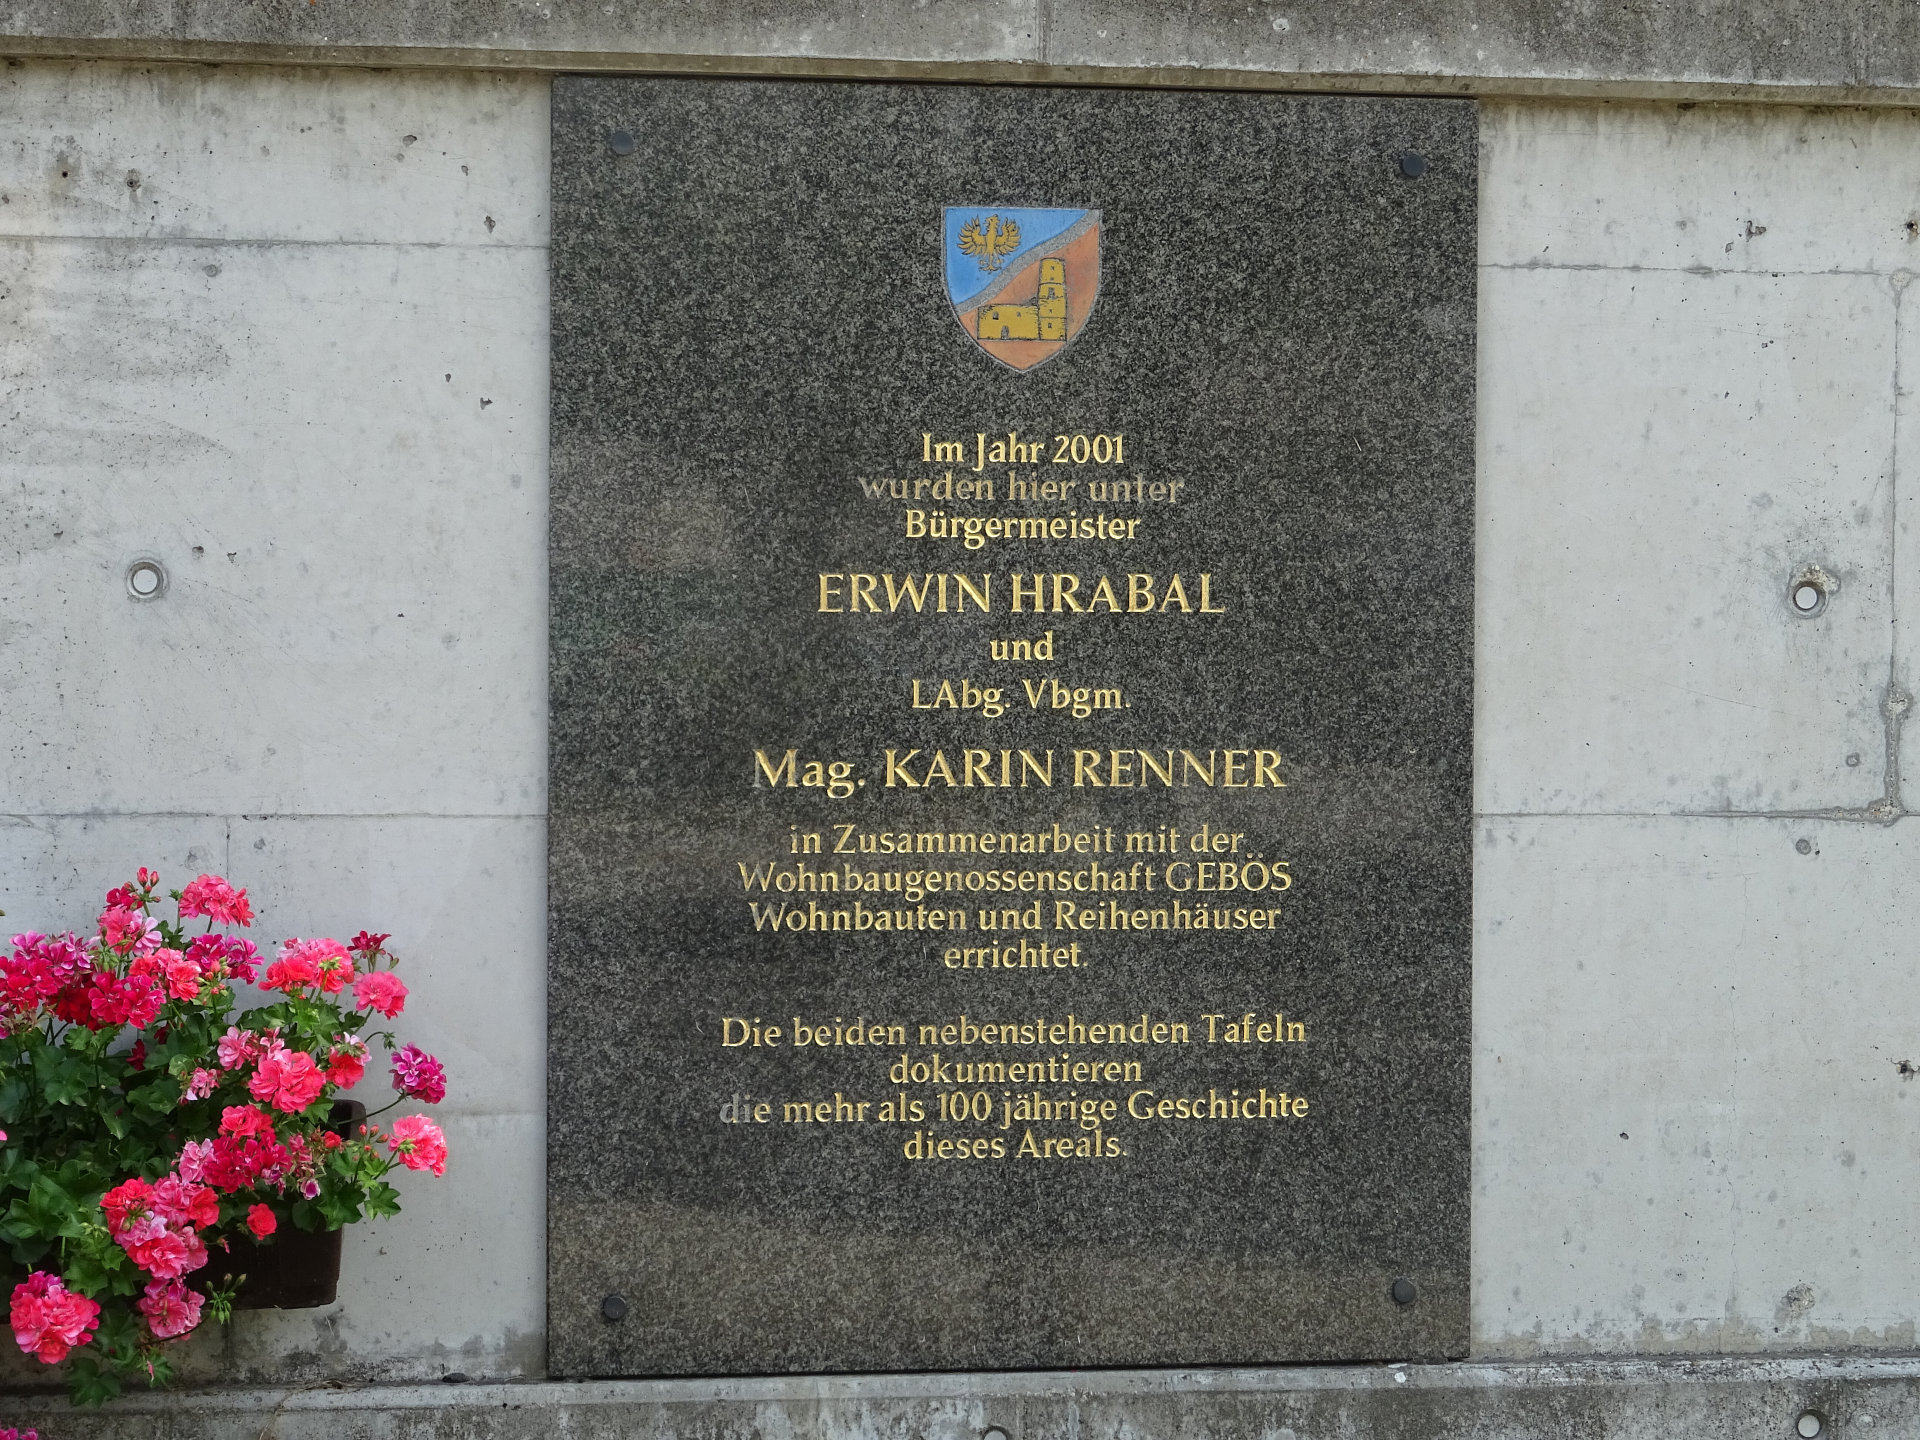 Im Jahr 2001
wurden hier unter
Bürgermeister
ERWIN HRABAL
und
LAbg. Vbgm.
Mag. KARIN RENNER
in Zusammenarbeit mit der
Wohnbaugenossenschaft GEBÖS
Wohnbauten und Reihenhäuser
errichtet.
Die beiden nebenstehenden Tafeln
dokumentieren
die mehr als 100 jährige Geschichte
dieses Areals.